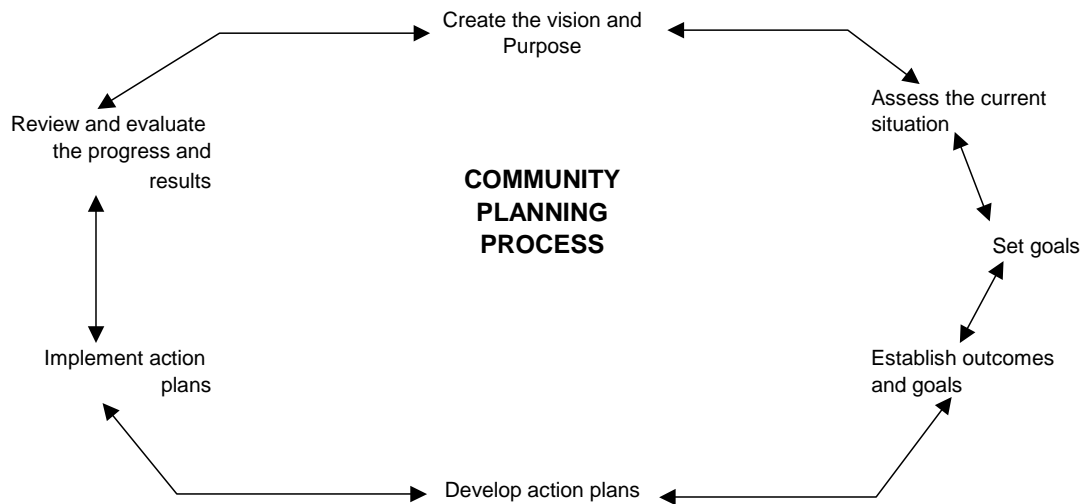 Create the vision and
Purpose
Assess the current
situation
Review and evaluate
the progress and
results
COMMUNITY
PLANNING
PROCESS
Set goals
Implement action
plans
Establish outcomes
and goals
Develop action plans